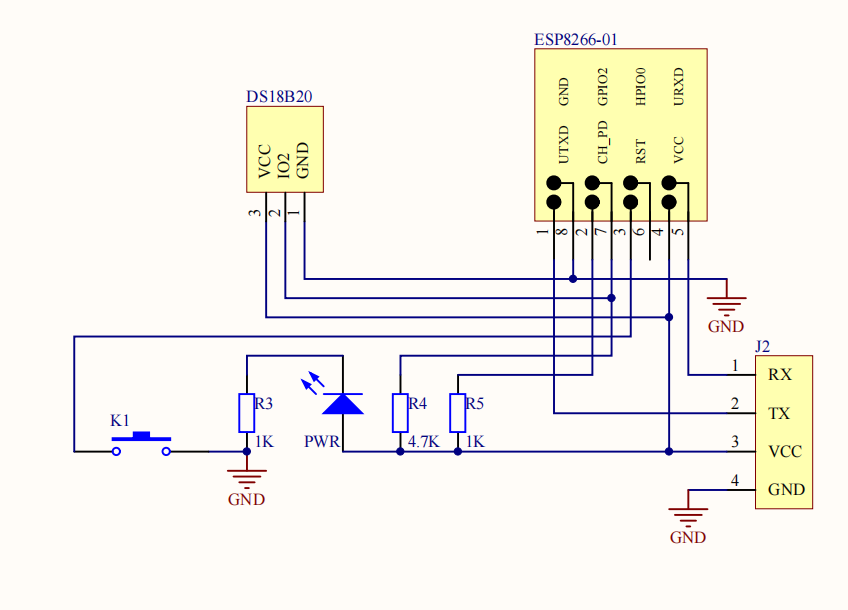 ESP8266-01
GND
GPIO2
HPIO0
URXD
UTXD
CH_PD
RST
VCC
1
8
2
7
3
6
4
5
DS18B20
VCC
IO2
GND
3
2
1
GND
J2
1
RX
2
TX
3
VCC
4
GND
GND
K1
R3
1K
GND
PWR
R4
4.7K
R5
1K